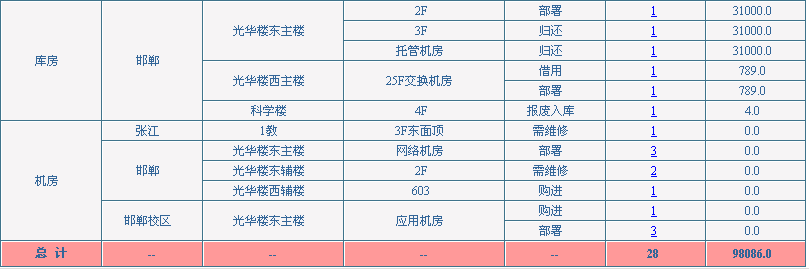 库房 邯郸 光华楼东主楼 2F 部署 1 31000.0
3F 归还 1 31000.0
托管机房 归还 1 31000.0
光华楼西主楼 25F交换机房 借用 1 789.0
部署 1 789.0
科学楼 4F 报废入库 1 4.0
机房 张江 1教 3F东面顶 需维修 1 0.0
邯郸 光华楼东主楼 网络机房 部署 3 0.0
光华楼东辅楼 2F 需维修 2 0.0
光华楼西辅楼 603 购进 1 0.0
邯郸校区 光华楼东主楼 应用机房 购进 1 0.0
部署 3 0.0
总 计 -- -- -- -- 28 98086.0